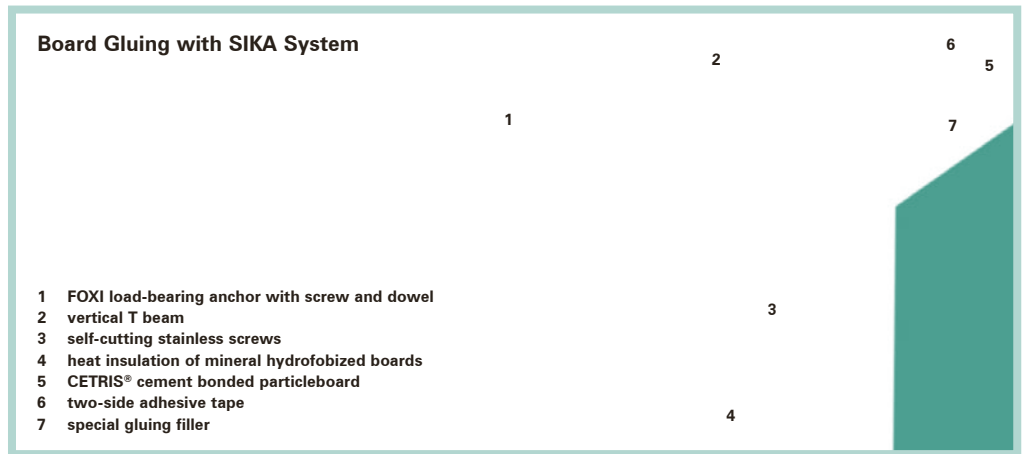 Board Gluing with SIKA System
6
2
5
1
7
1 FOXI load-bearing anchor with screw and dowel
2 vertical T beam
3 self-cutting stainless screws
4 heat insulation of mineral hydrofobized boards
5 CETRIS® cement bonded particleboard
6 two-side adhesive tape
7 special gluing filler
3
4